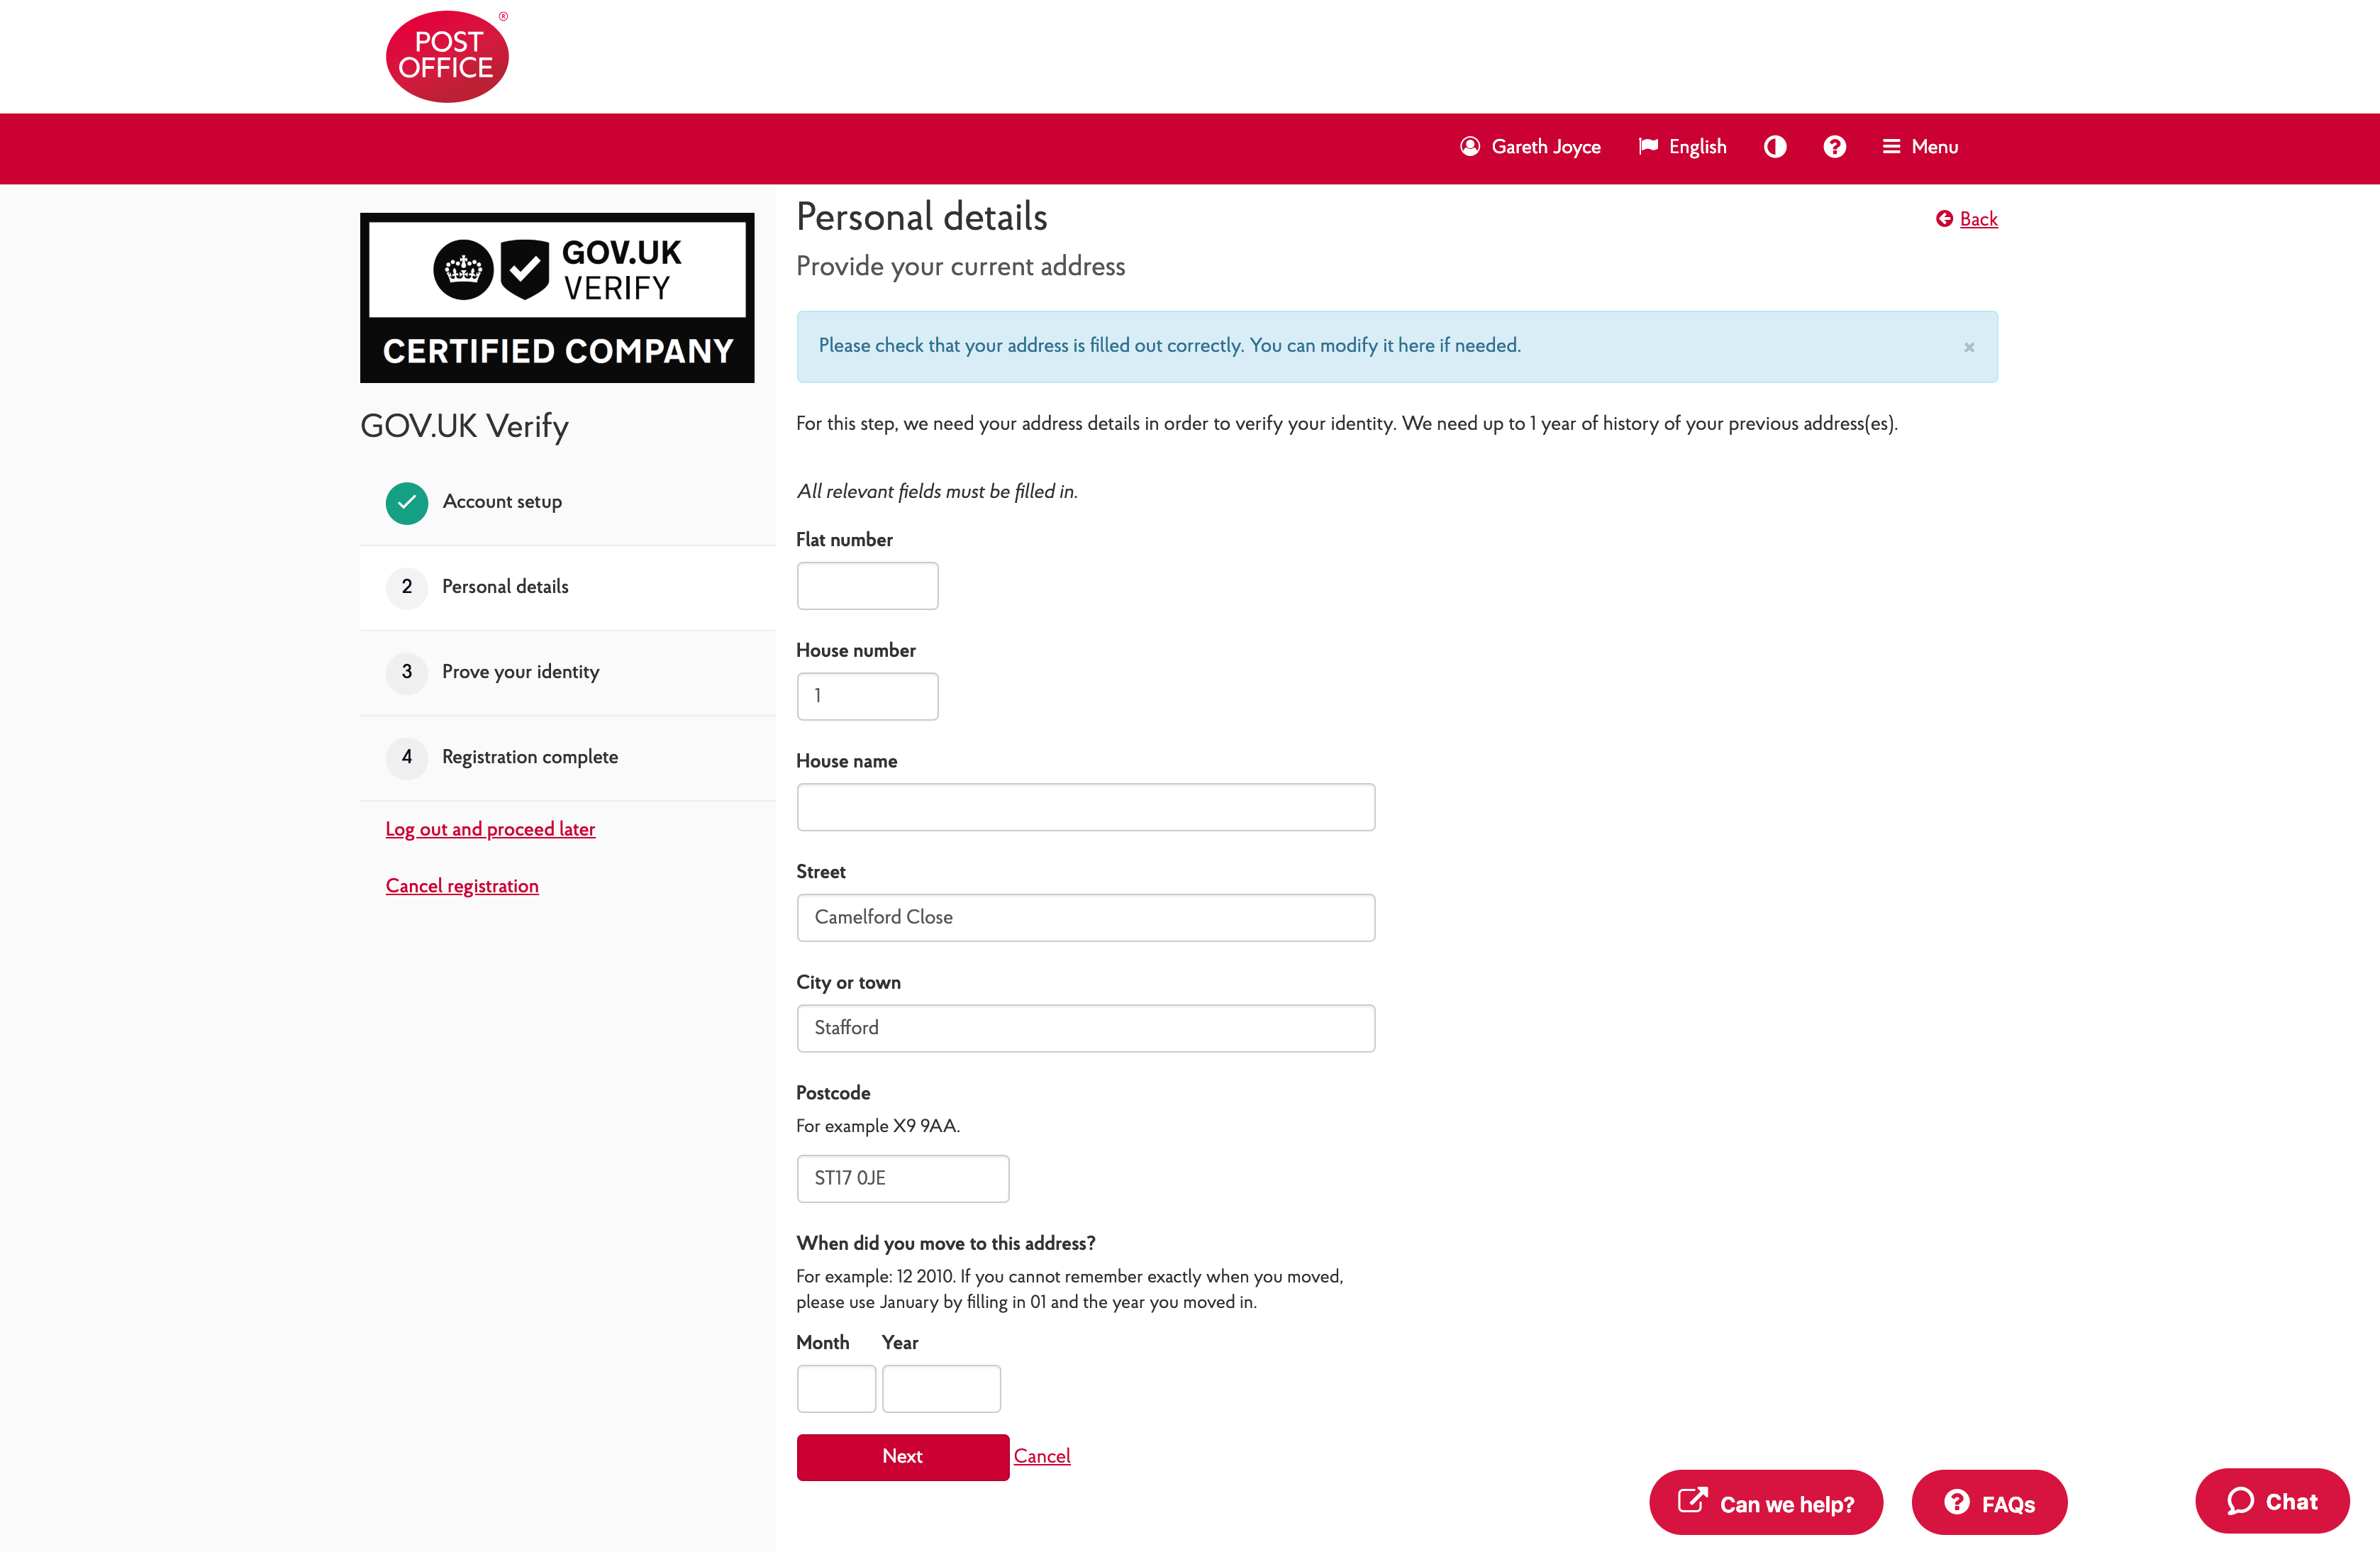 POST
OFFICE
®
Gareth Joyce
English
Menu
GOV.UK
VERIFY
CERTIFIED COMPANY
GOV.UK Verify
Account setup
2 Personal details
3 Prove your identity
4 Registration complete
Log out and proceed later
Cancel registration
Personal details
Back
Provide your current address
Please check that your address is filled out correctly. You can modify it here if needed.
×
For this step, we need your address details in order to verify your identity. We need up to 1 year of history of your previous address(es).
All relevant fields must be filled in.
Flat number
House number
1
House name
Street
Camelford Close
City or town
Stafford
Postcode
For example X9 9AA.
ST17 0JE
When did you move to this address?
For example: 12 2010. If you cannot remember exactly when you moved,
please use January by filling in 01 and the year you moved in.
Month Year
Next Cancel
Can we help?
FAQs
Chat